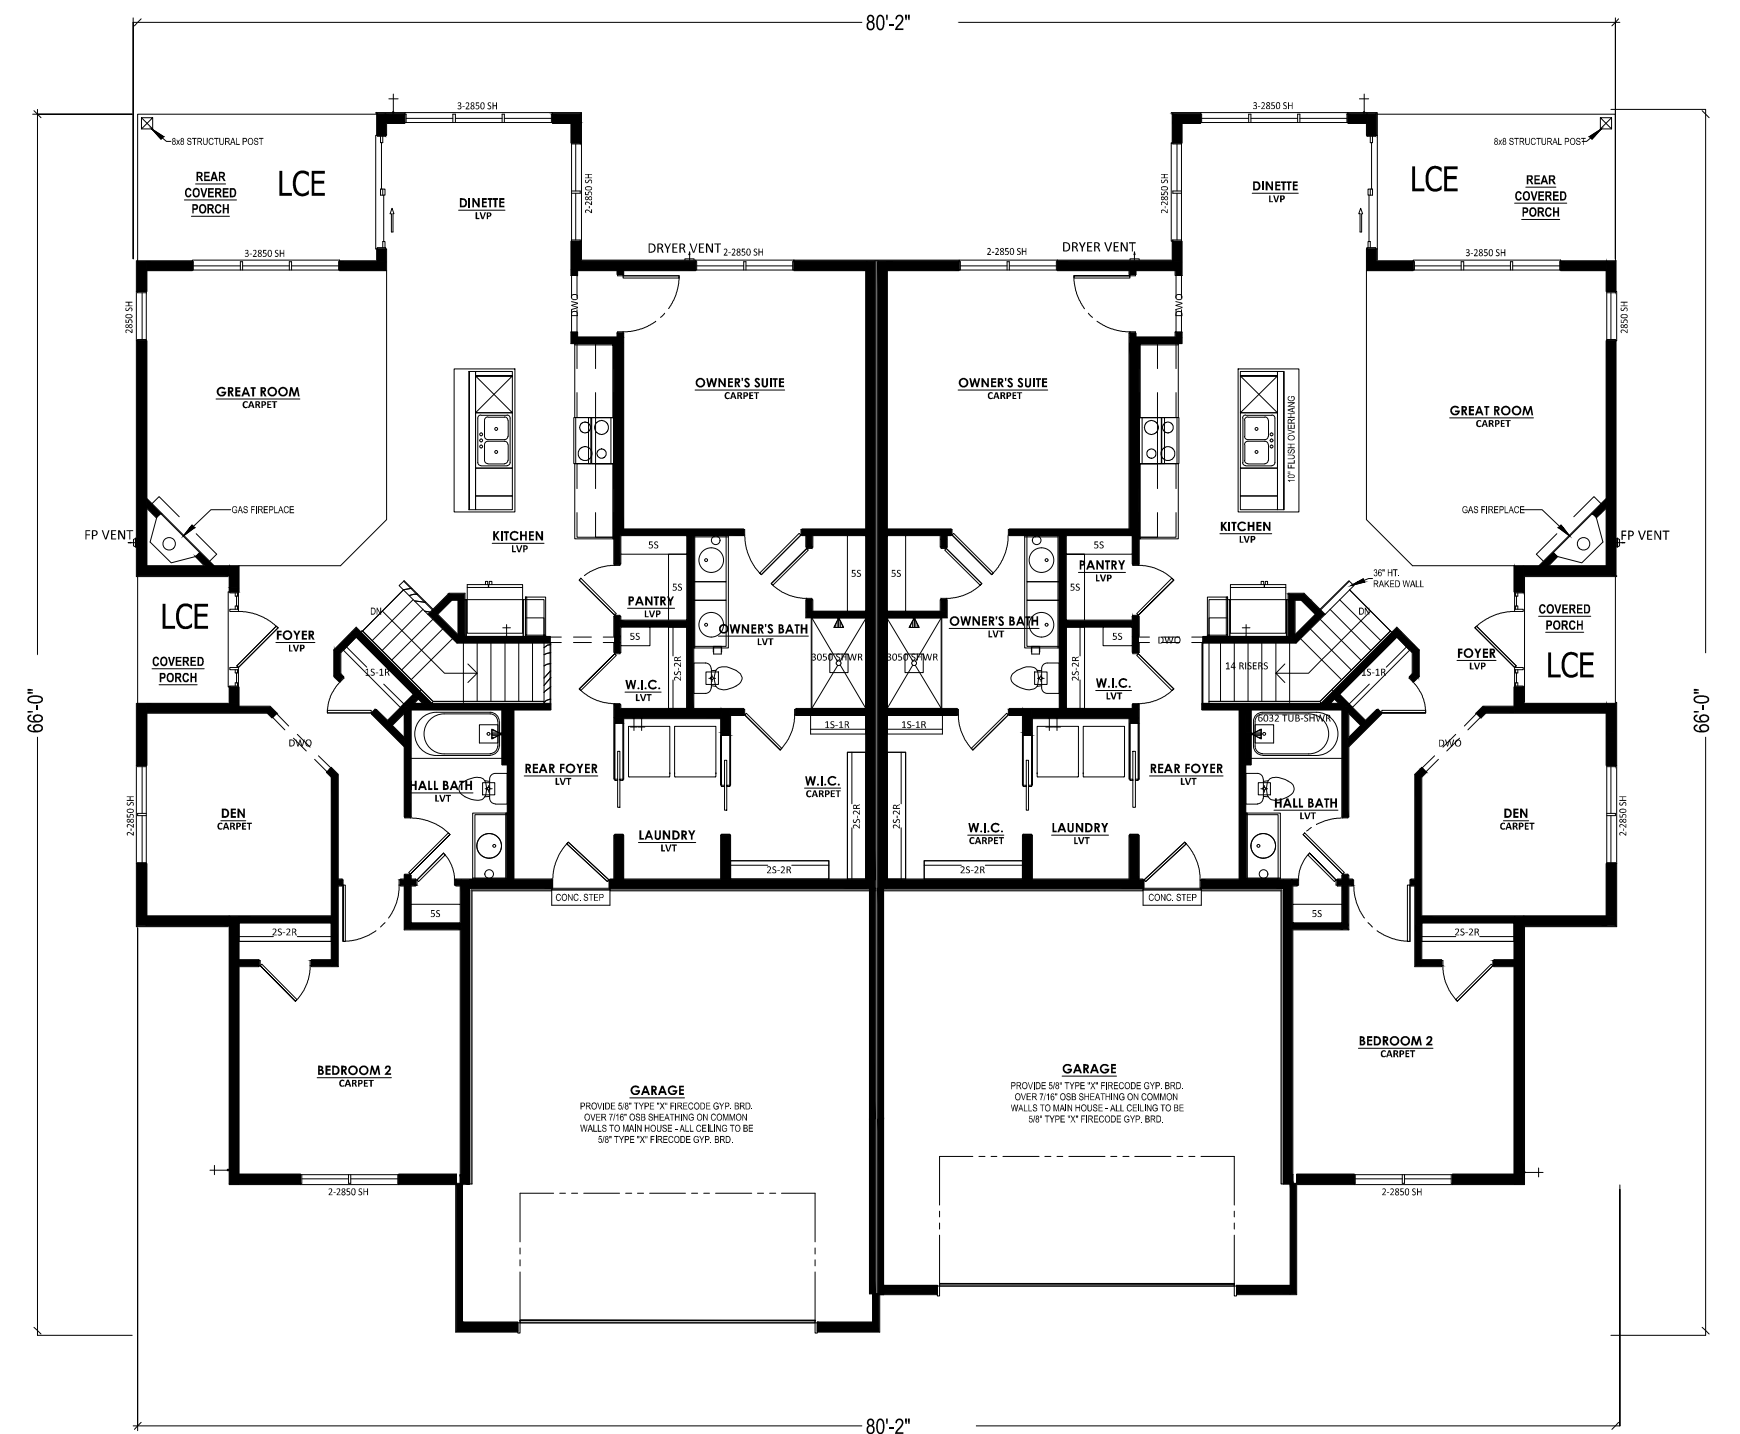 80'-2"
3-2850 SH
3-2850 SH
8x8 STRUCTURAL POST
8x8 STRUCTURAL POST
REAR
COVERED
PORCH
LCE
DINETTE
LVP
2-2850 SH
2-2850 SH
DINETTE
LVP
LCE
REAR
COVERED
PORCH
3-2850 SH
DRYER VENT
2-2850 SH
2-2850 SH
DRYER VENT
3-2850 SH
2850 SH
DWO
DWO
2850 SH
GREAT ROOM
CARPET
OWNER'S SUITE
CARPET
OWNER'S SUITE
CARPET
10" FLUSH OVERHANG
GREAT ROOM
CARPET
GAS FIREPLACE
GAS FIREPLACE
FP VENT
KITCHEN
LVP
KITCHEN
LVP
FP VENT
5S
5S
5S
5S
5S
5S
PANTRY
LVP
PANTRY
LVP
36" HT.
RAKED WALL
LCE
COVERED
PORCH
FOYER
LVP
DN
5S
2S-2R
W.I.C.
LVT
OWNER'S BATH
LVT
3050 SHWR
3050 SHWR
OWNER'S BATH
LVT
5S
2S-2R
W.I.C.
LVT
DWO
14 RISERS
DN
FOYER
LVP
COVERED
PORCH
LCE
1S-1R
1S-1R
66'-0"
66'-0"
1S-1R
1S-1R
6032 TUB-SHWR
DWO
DWO
HALL BATH
LVT
REAR FOYER
LVT
W.I.C.
CARPET
2S-2R
2S-2R
REAR FOYER
LVT
HALL BATH
LVT
2-2850 SH
DEN
CARPET
LAUNDRY
LVT
W.I.C.
CARPET
LAUNDRY
LVT
DEN
CARPET
2-2850 SH
2S-2R
2S-2R
CONC. STEP
CONC. STEP
5S
5S
2S-2R
2S-2R
BEDROOM 2
CARPET
GARAGE
PROVIDE 5/8" TYPE "X" FIRECODE GYP. BRD.
OVER 7/16" OSB SHEATHING ON COMMON
WALLS TO MAIN HOUSE - ALL CEILING TO BE
5/8" TYPE "X" FIRECODE GYP. BRD.
GARAGE
PROVIDE 5/8" TYPE "X" FIRECODE GYP. BRD.
OVER 7/16" OSB SHEATHING ON COMMON
WALLS TO MAIN HOUSE - ALL CEILING TO BE
5/8" TYPE "X" FIRECODE GYP. BRD.
BEDROOM 2
CARPET
2-2850 SH
2-2850 SH
80'-2"